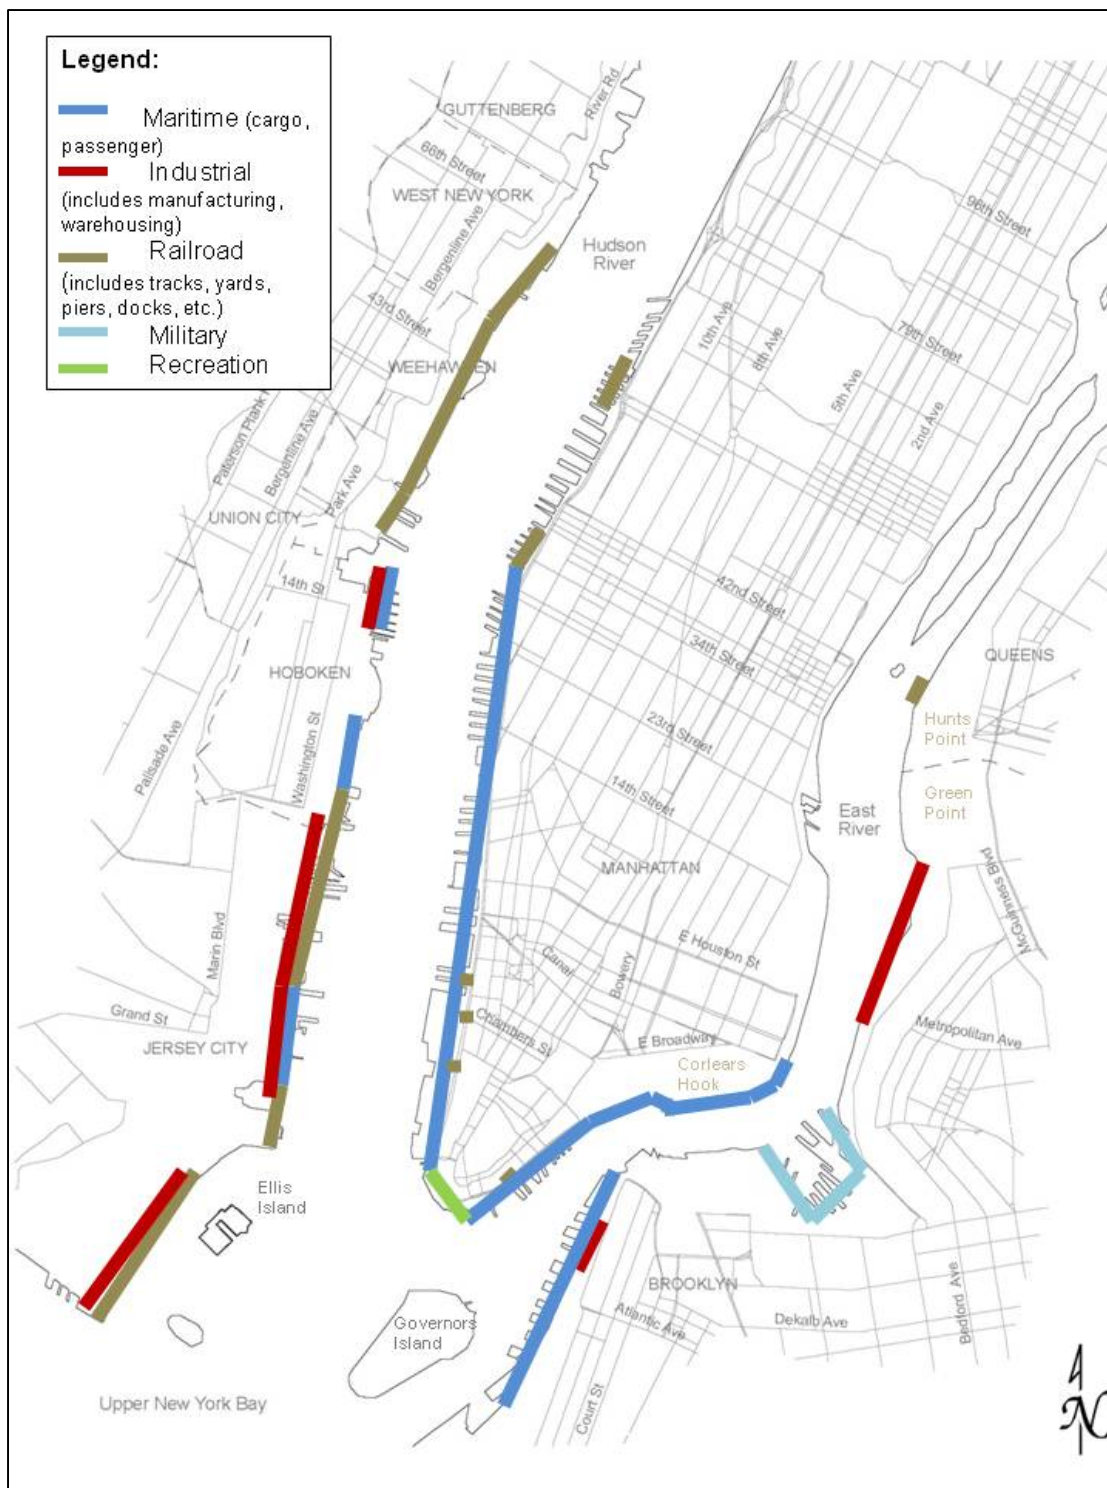 Legend:
Maritime (cargo,
passenger)
Industrial
(includes manufacturing,
warehousing)
Railroad
(includes tracks, yards,
piers, docks, etc.)
Military
Recreation
GUTTENBERG
River Rd
66th Street
WEST NEW YORK
Bergenline Ave
43rd Street
WEEHAWKEN
Hudson
River
96th Street
10th Ave
8th Ave
79th Street
5th Ave
2nd Ave
Paterson Plank
Bergenline Ave
Park Ave
UNION CITY
14th St
HOBOKEN
Washington St
Palisade Ave
42nd Street
34th Street
23rd Street
14th Street
QUEENS
Hunts
Point
Green
Point
East
River
MANHATTAN
McGuinness Blvd
Marin Blvd
E Houston St
Canal
Bowery
Chambers St
E Broadway
Grand St
JERSEY CITY
Metropolitan Ave
Corlears
Hook
Ellis
Island
BROOKLYN
Governors
Island
Atlantic Ave
Dekalb Ave
Bedford Ave
Court St
Upper New York Bay
N